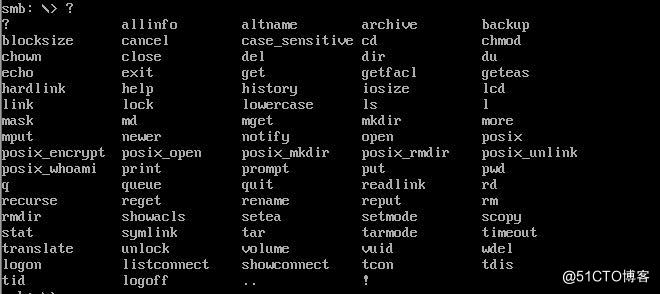 smb: \> ?
? allinfo altname archive backup
blocksize cancel case_sensitive cd chmod
chown close del dir du
echo exit get getfacl geteas
hardlink help history iosize lcd
link lock lowercase ls l
mask md mget mkdir more
mput newer notify open posix
posix_encrypt posix_open posix_mkdir posix_rmdir posix_unlink
posix_whoami print prompt put pwd
q queue quit readlink rd
recurse reget rename reput rm
rmdir showacls setea setmode scopy
stat symlink tar tarmode timeout
translate unlock volume vuid wdel
logon listconnect showconnect tcon tdis
tid logoff .. !
@51CTO博客